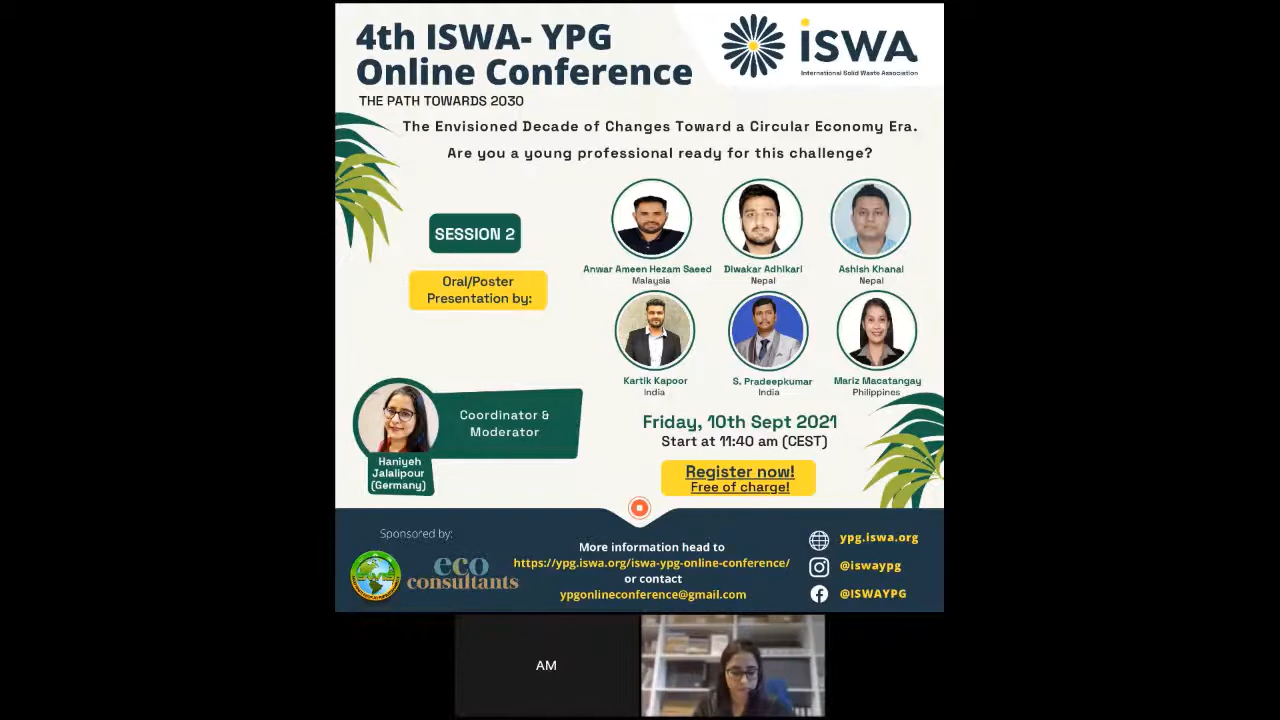 4th ISWA- YPG
Online Conference
THE PATH TOWARDS 2030
iSWA
International Solid Waste Association
The Envisioned Decade of Changes Toward a Circular Economy Era.
Are you a young professional ready for this challenge?
SESSION 2
Oral/Poster
Presentation by:
Anwar Ameen Hezam Saeed
Malaysia
Diwakar Adhikari
Nepal
Ashish Khanal
Nepal
Kartik Kapoor
India
S. Pradeepkumar
India
Mariz Macatangay
Philippines
Coordinator &
Moderator
Haniyeh
Jalalipour
(Germany)
Friday, 10th Sept 2021
Start at 11:40 am (CEST)
Register now!
Free of charge!
Sponsored by:
eco
consultants
More information head to
https://ypg.iswa.org/iswa-ypg-online-conference/
or contact
ypgonlineconference@gmail.com
ypg.iswa.org
@iswaypg
@ISWAYPG
AM